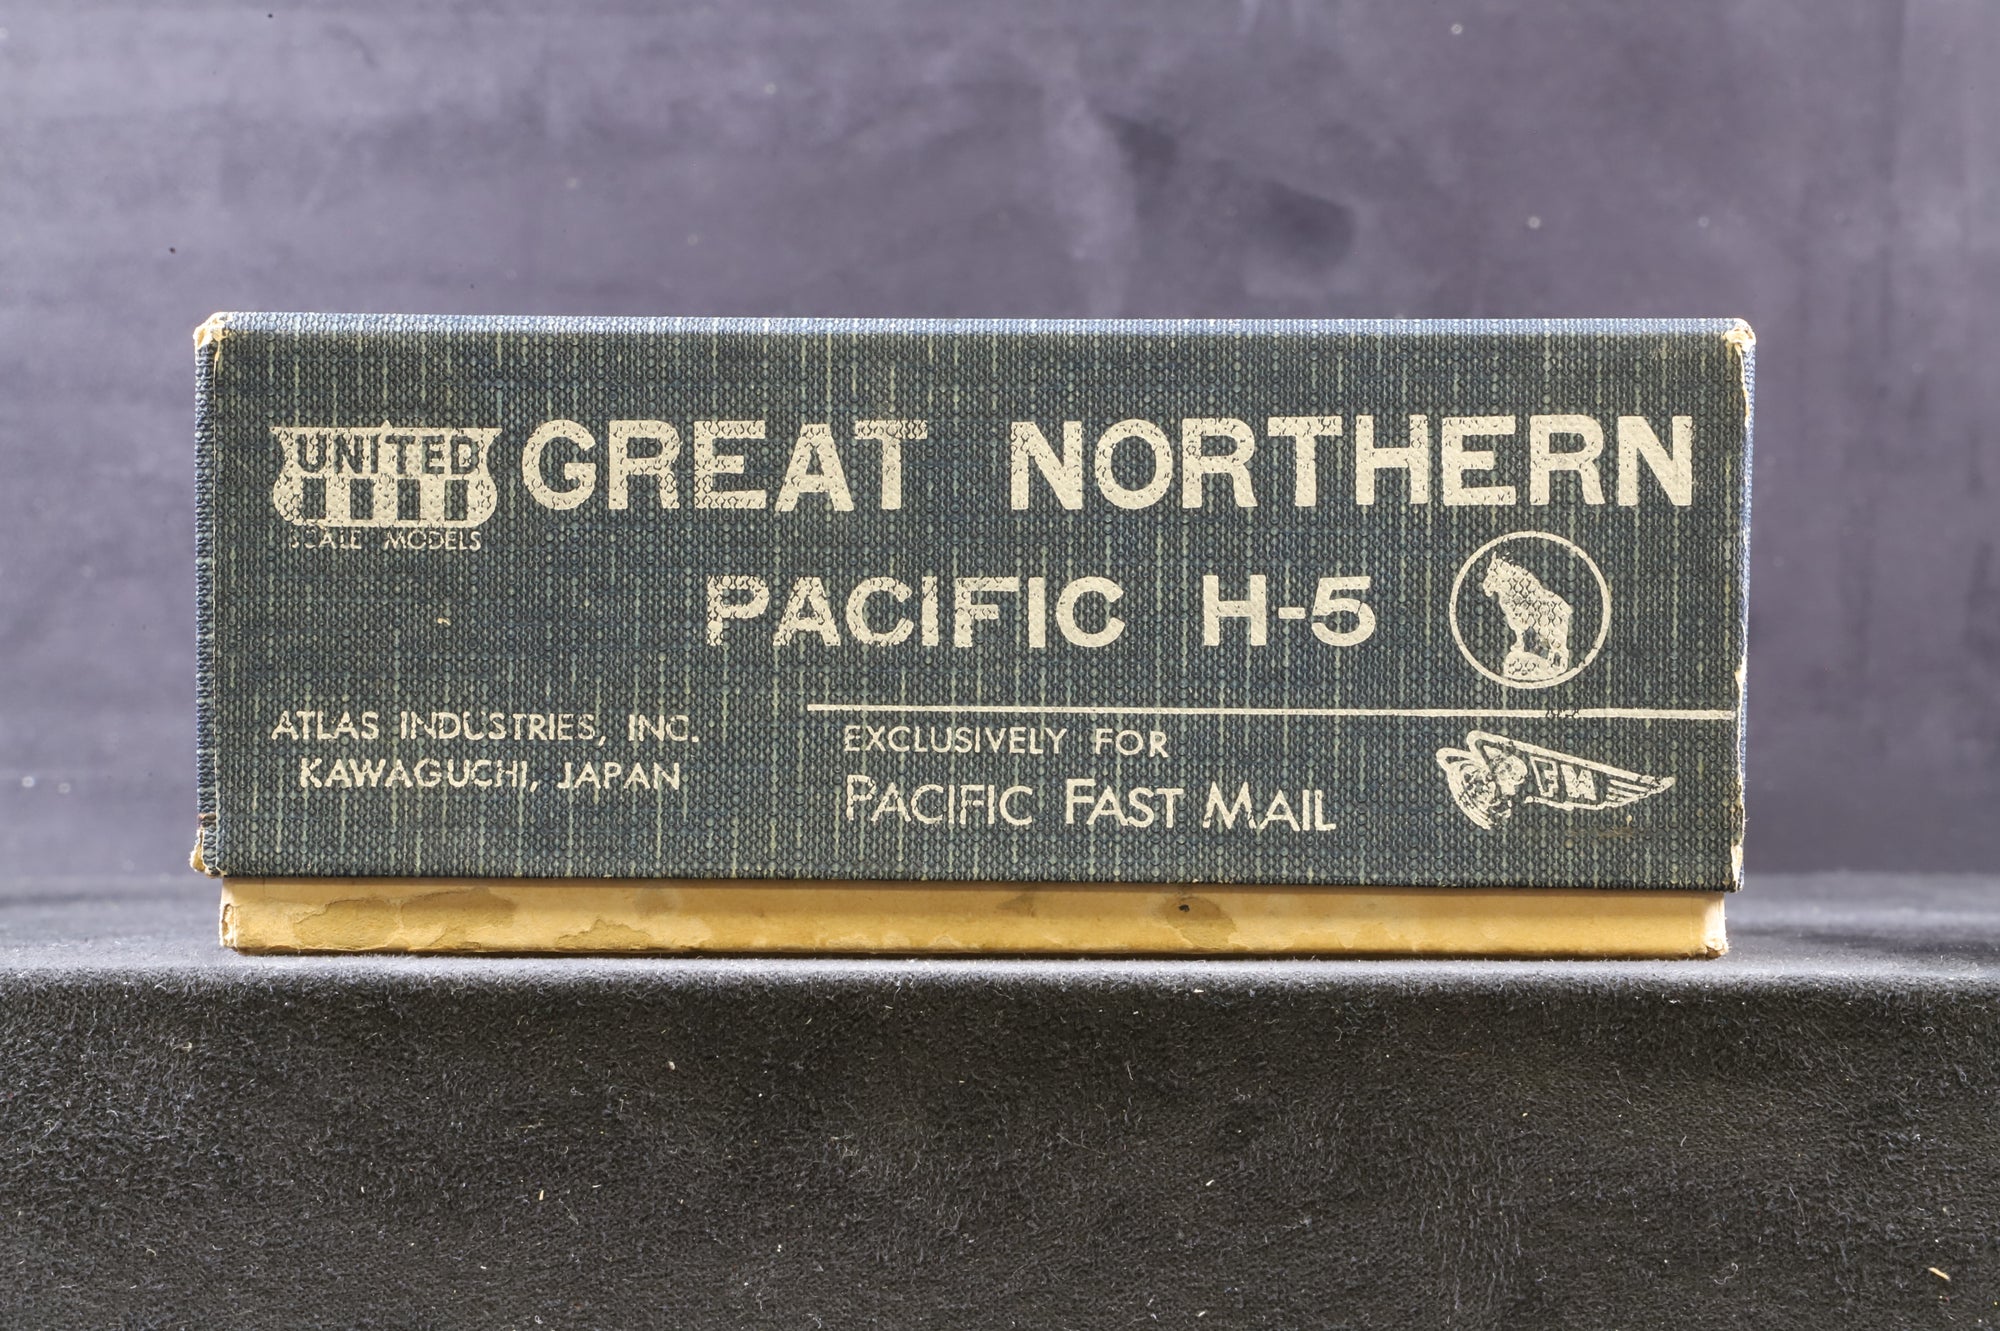 UNITED
SCALE MODELS
GREAT NORTHERN
PACIFIC H-5
ATLAS INDUSTRIES, INC.
KAWAGUCHI, JAPAN
EXCLUSIVELY FOR
PACIFIC FAST MAIL
PFM